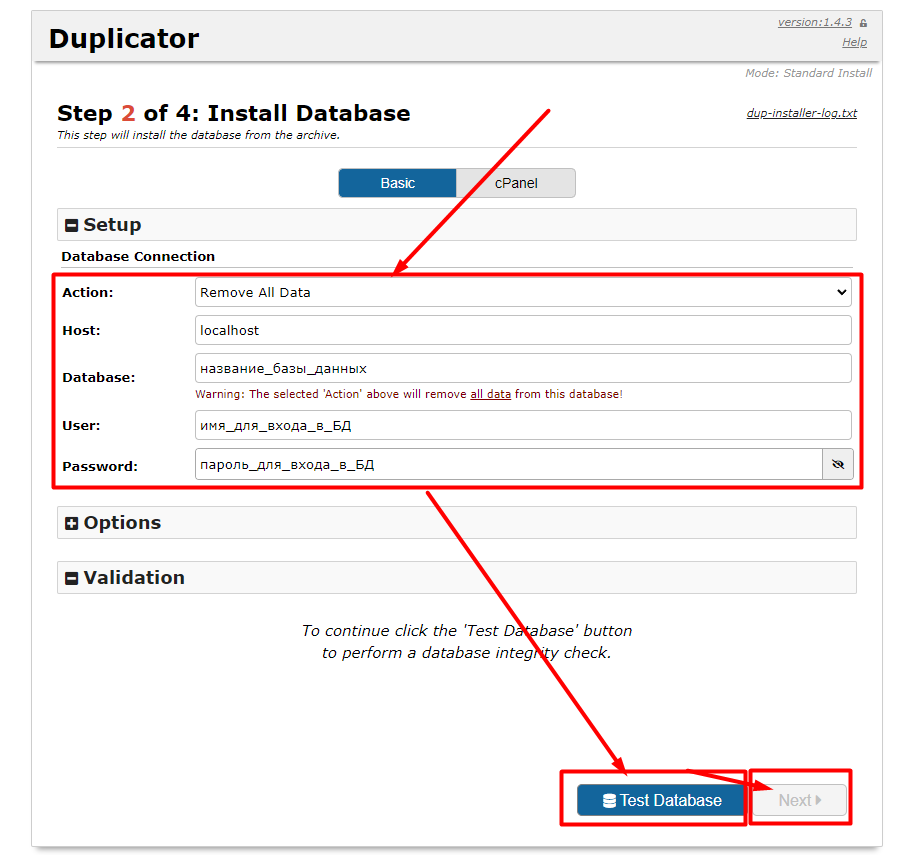 Duplicator
version:1.4.3
Help
Mode: Standard Install
Step 2 of 4: Install Database
dup-installer-log.txt
This step will install the database from the archive.
Basic
cPanel
Setup
Database Connection
Action:
Remove All Data
Host:
localhost
Database:
название_базы_данных
Warning: The selected 'Action' above will remove all data from this database!
User:
имя_для_входа_в_БД
Password:
пароль_для_входа_в_БД
Options
Validation
To continue click the 'Test Database' button
to perform a database integrity check.
Test Database
Next